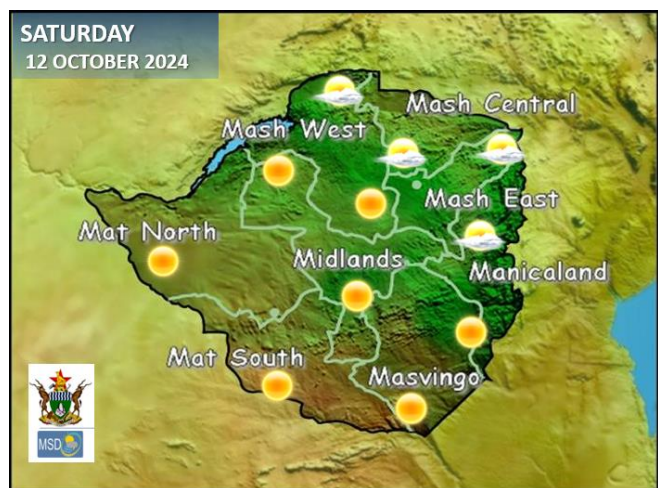 SATURDAY
12 OCTOBER 2024
Mash Central
Mash West
Mash East
Mat North
Midlands
Manicaland
Mat South
Masvingo
MSD